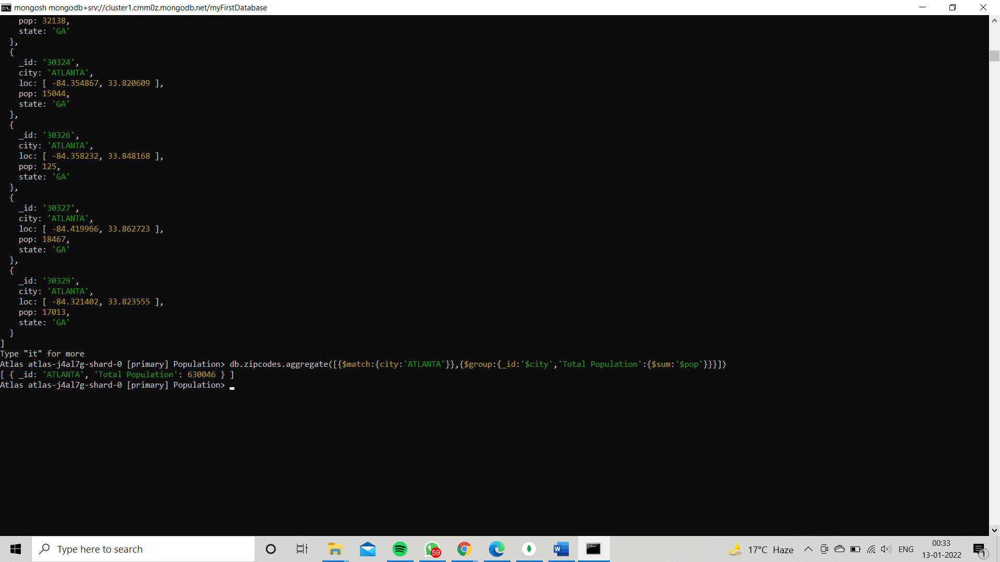 mongosh mongodb+srv://cluster1.cmm0z.mongodb.net/myFirstDatabase
    pop: 32138,
    state: 'GA'
  },
  {
    _id: '30324',
    city: 'ATLANTA',
    loc: [ -84.354867, 33.820609 ],
    pop: 15044,
    state: 'GA'
  },
  {
    _id: '30326',
    city: 'ATLANTA',
    loc: [ -84.358232, 33.848168 ],
    pop: 125,
    state: 'GA'
  },
  {
    _id: '30327',
    city: 'ATLANTA',
    loc: [ -84.419966, 33.862723 ],
    pop: 18467,
    state: 'GA'
  },
  {
    _id: '30329',
    city: 'ATLANTA',
    loc: [ -84.321402, 33.823555 ],
    pop: 17013,
    state: 'GA'
  }
]
Type "it" for more
Atlas atlas-j4al7g-shard-0 [primary] Population> db.zipcodes.aggregate([{$match:{city:'ATLANTA'}},{$group:{_id:'$city','Total Population':{$sum:'$pop'}}}])
[ { _id: 'ATLANTA', 'Total Population': 630046 } ]
Atlas atlas-j4al7g-shard-0 [primary] Population>
Type here to search
59
17°C Haze
ENG
00:33
13-01-2022
1